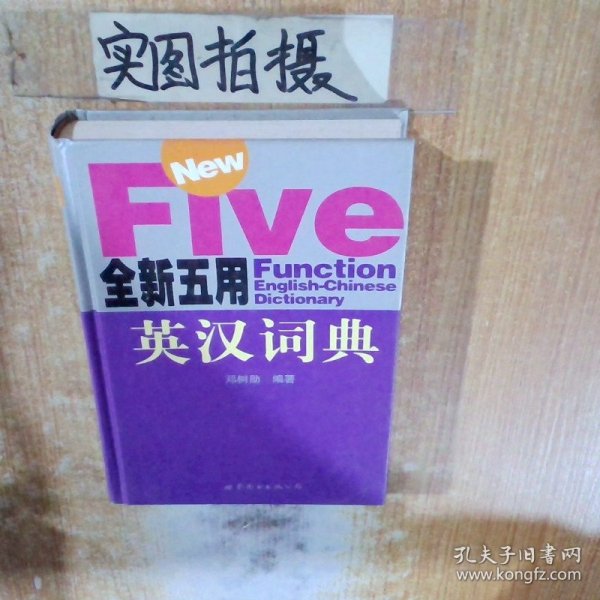 实图拍摄
New
Five
全新五用
Function
English-Chinese
Dictionary
英汉词典
编著
孔夫子旧书网
www.kongfz.com